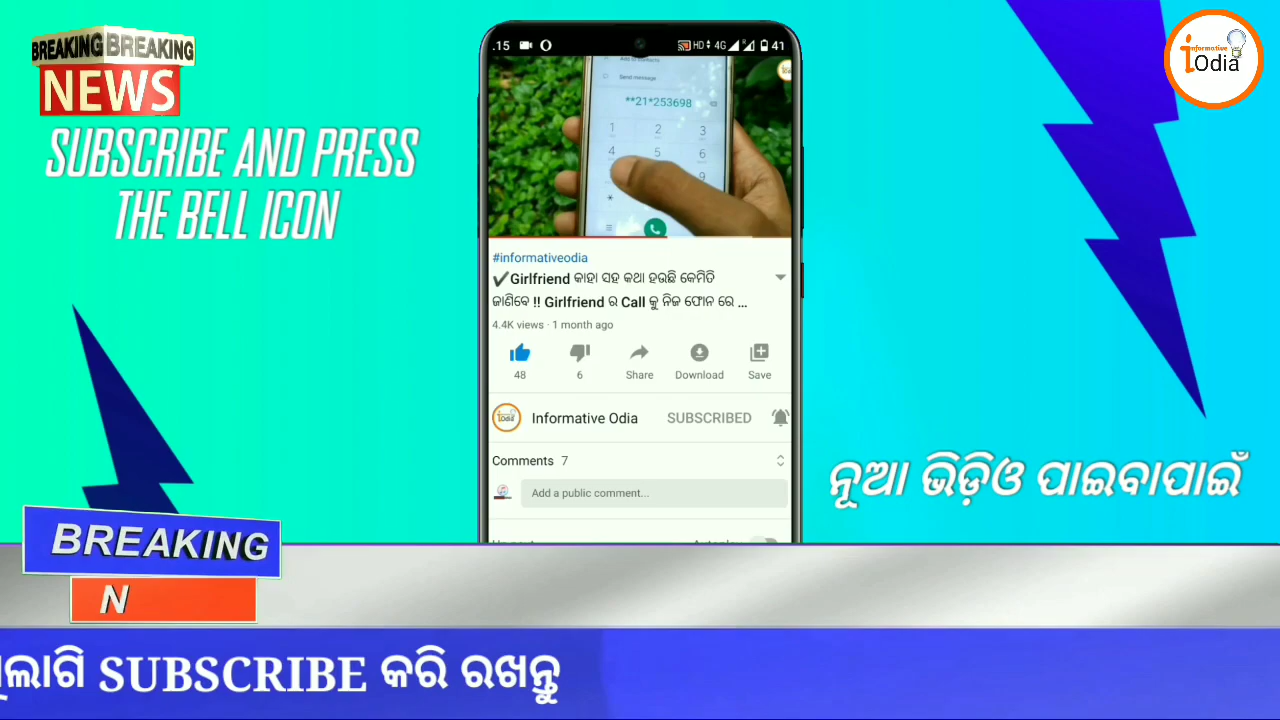 BREAKING BREAKING
NEWS
SUBSCRIBE AND PRESS
THE BELL ICON
.15
HD 4G R 41
Send message
**21*253698
1 2 3
4 5 6
9
*
informative
Odia
#informativeodia
✔Girlfriend କାହା ସହ କଥା ହଉଛି କେମିତି
ଜାଣିବେ !! Girlfriend ର Call କୁ ନିଜ ଫୋନ ରେ ...
4.4K views · 1 month ago
48 6 Share Download Save
Informative Odia SUBSCRIBED
Comments 7
Add a public comment...
ନୂଆ ଭିଡ଼ିଓ ପାଇବାପାଇଁ
BREAKING
N
SUBSCRIBE କରି ରଖନ୍ତୁ